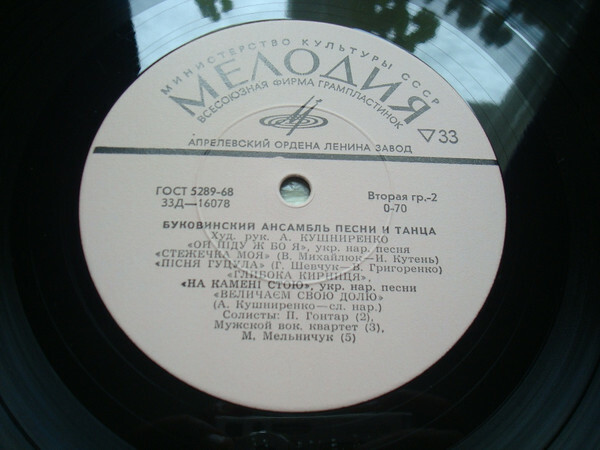 МИНИСТЕРСТВО КУЛЬТУРЫ СССР
МЕЛОДИЯ
ВСЕСОЮЗНАЯ ФИРМА ГРАМПЛАСТИНОК
▽33
АПРЕЛЕВСКИЙ ОРДЕНА ЛЕНИНА ЗАВОД
ГОСТ 5289-68
33Д—16078
Вторая гр.-2
0-70
БУКОВИНСКИЙ АНСАМБЛЬ ПЕСНИ И ТАНЦА
Худ. рук. А. КУШНИРЕНКО
«ОЙ ПІДУ Ж БО Я», укр. нар. песня
«СТЕЖЕЧКА МОЯ» (В. Михайлюк—И. Кутень)
«ПІСНЯ ГУЦУЛА» (Г. Шевчук—В. Григоренко)
«ГЛИБОКА КИРНИЦЯ»,
«НА КАМЕНІ СТОЮ», укр. нар. песни
«ВЕЛИЧАЄМ СВОЮ ДОЛЮ»
(А. Кушниренко—сл. нар.)
Солисты: П. Гонтар (2),
Мужской вок. квартет (3),
М. Мельничук (5)